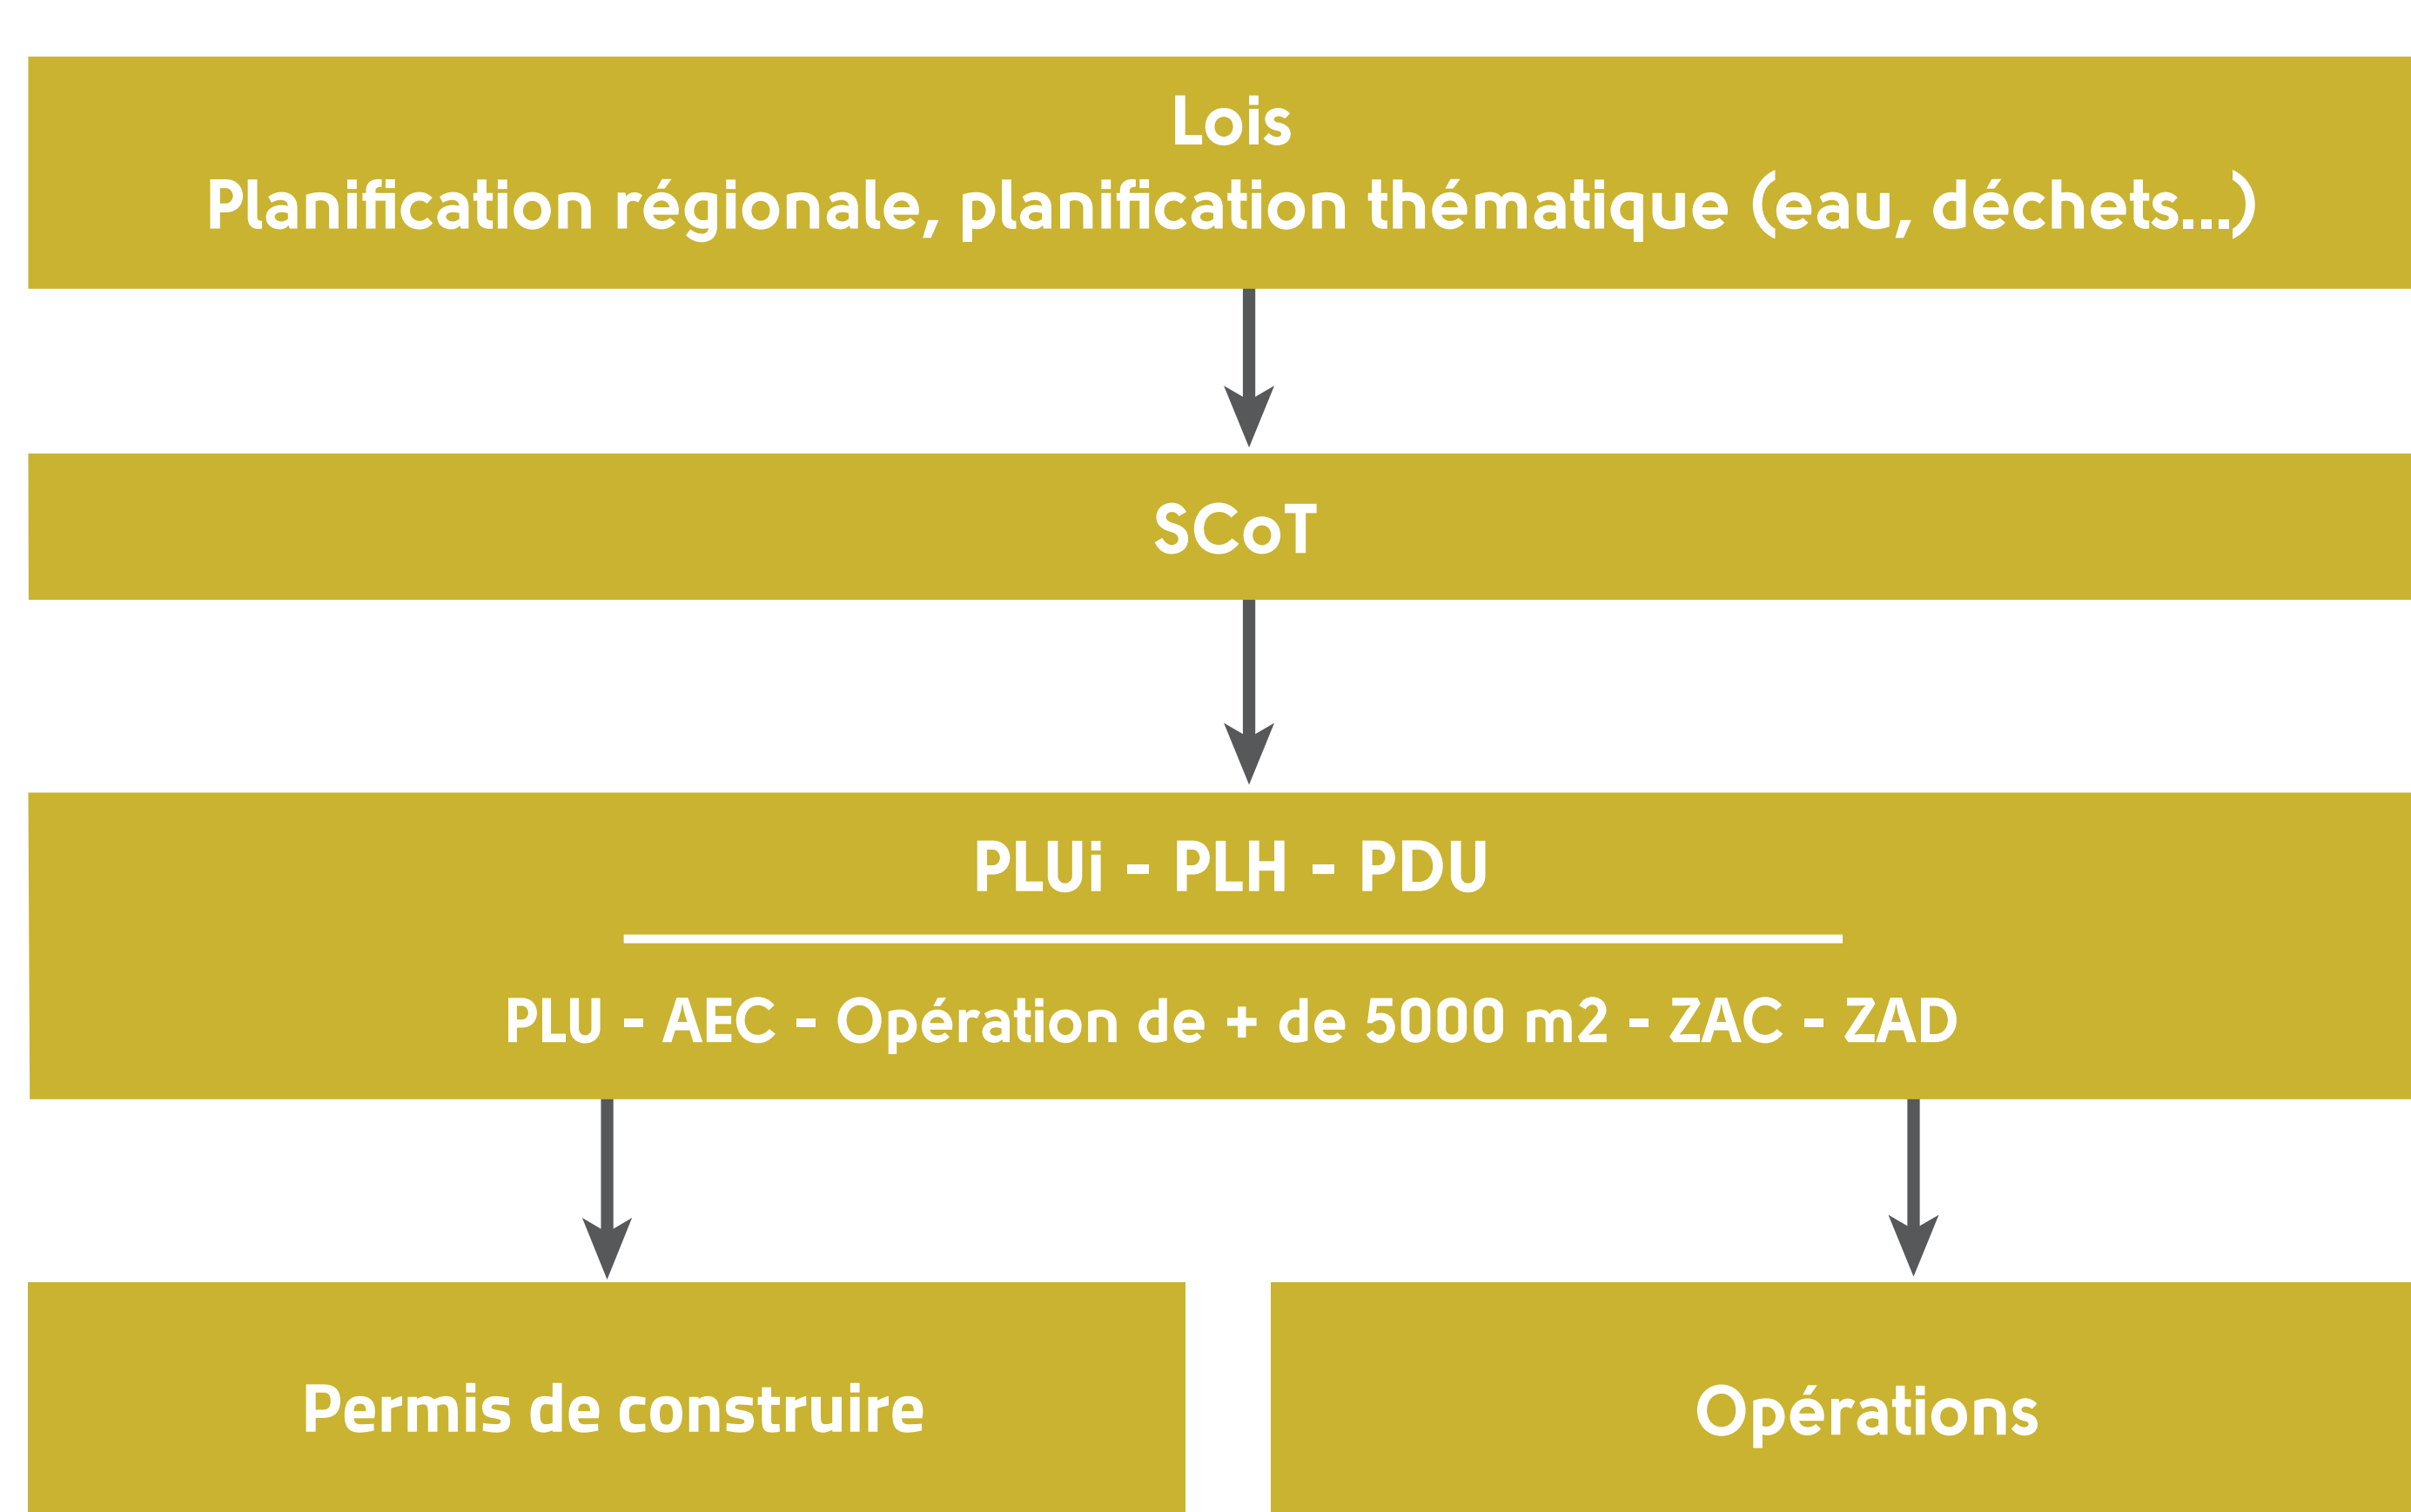 Lois
Planification régionale, planification thématique (eau, déchets...)
SCoT
PLUi - PLH - PDU
PLU - AEC - Opération de + de 5000 m2 - ZAC - ZAD
Permis de construire
Opérations